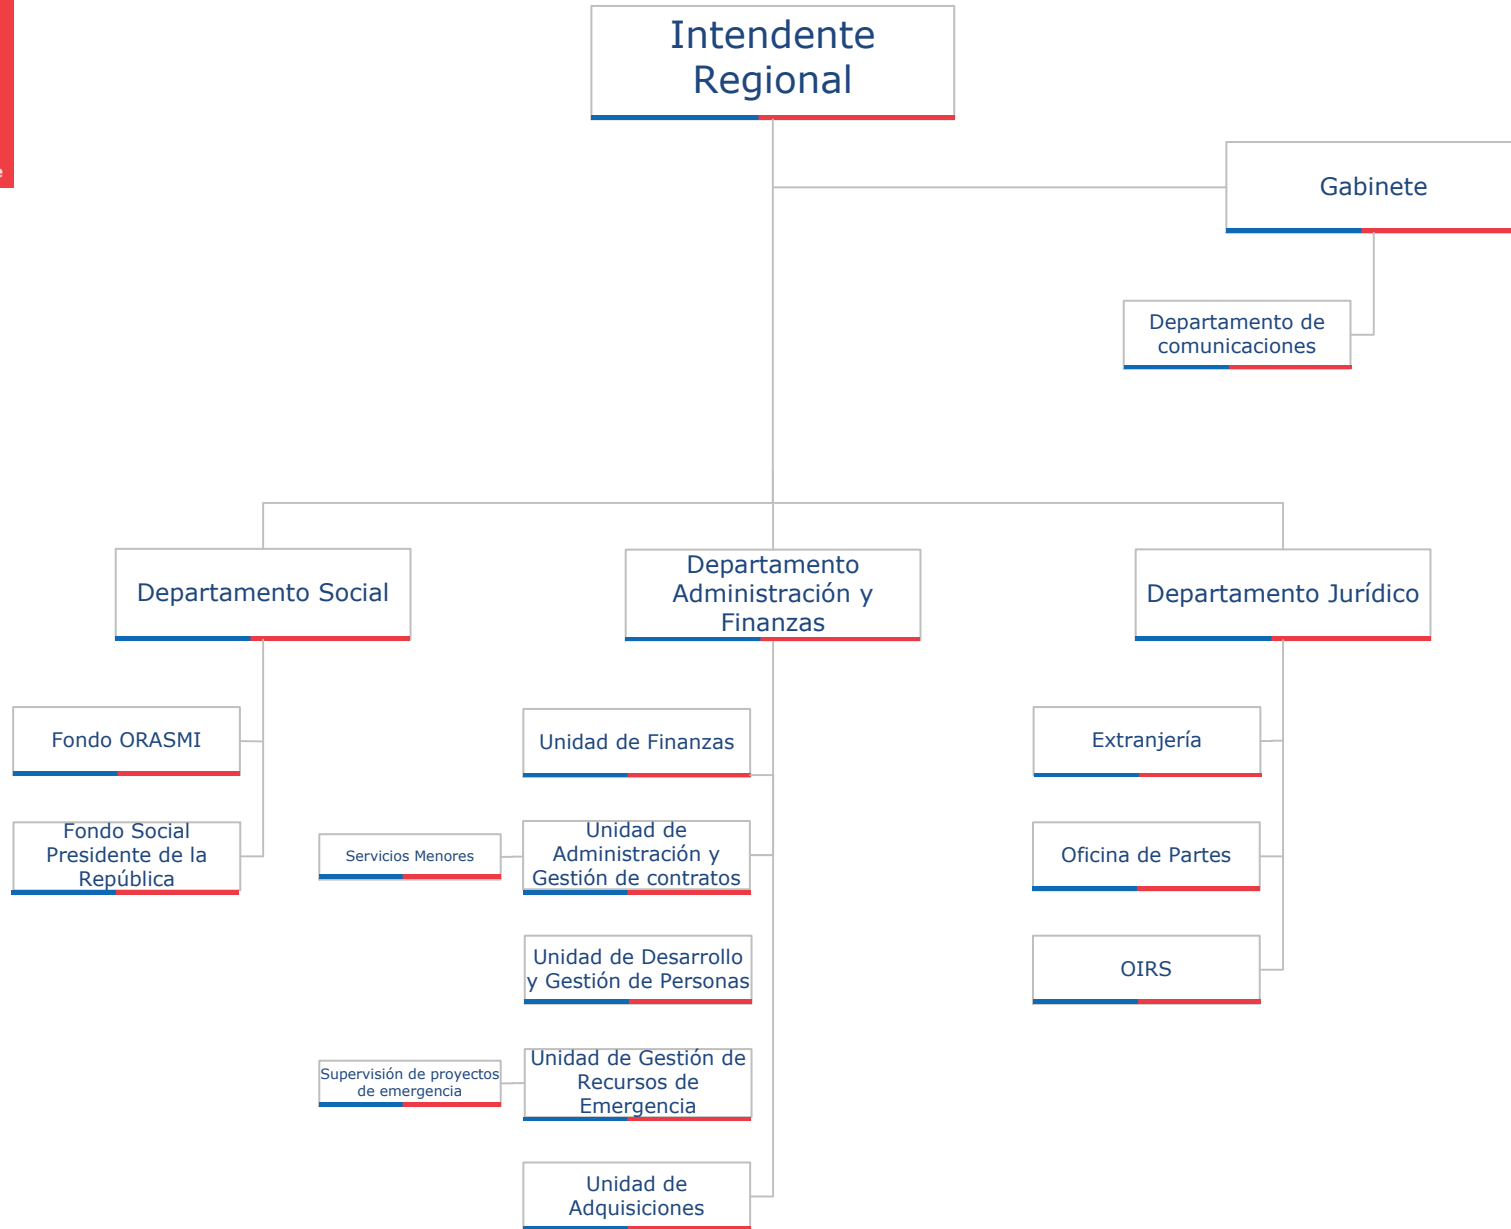 Intendente
Regional
Gabinete
Departamento de
comunicaciones
Departamento Social
Departamento
Administración y
Finanzas
Departamento Jurídico
Fondo ORASMI
Unidad de Finanzas
Extranjería
Fondo Social
Presidente de la
República
Servicios Menores
Unidad de
Administración y
Gestión de contratos
Oficina de Partes
Unidad de Desarrollo
y Gestión de Personas
OIRS
Supervisión de proyectos
de emergencia
Unidad de Gestión de
Recursos de
Emergencia
Unidad de
Adquisiciones